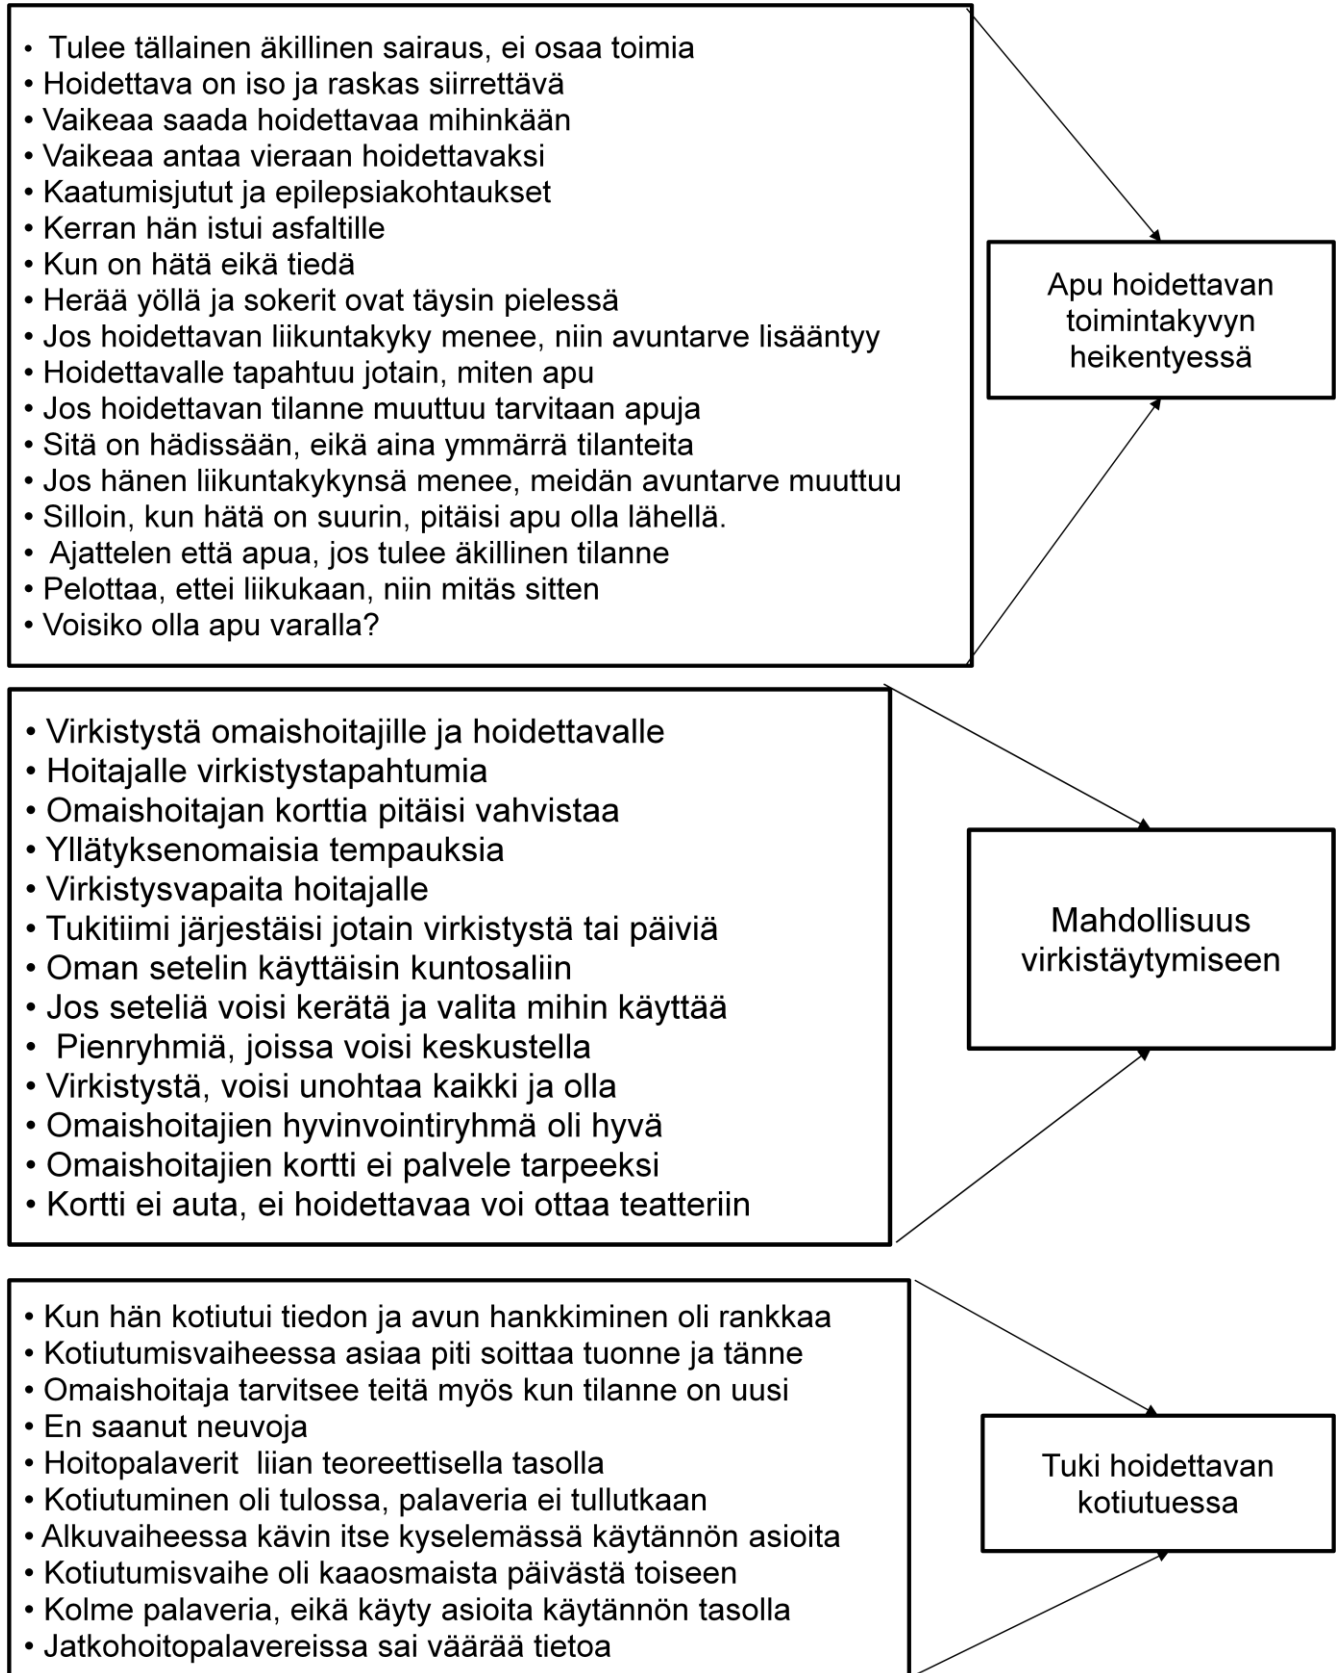 • Tulee tällainen äkillinen sairaus, ei osaa toimia
• Hoidettava on iso ja raskas siirrettävä
• Vaikeaa saada hoidettavaa mihinkään
• Vaikeaa antaa vieraan hoidettavaksi
• Kaatumisjutut ja epilepsiakohtaukset
• Kerran hän istui asfaltille
• Kun on hätä eikä tiedä
• Herää yöllä ja sokerit ovat täysin pielessä
• Jos hoidettavan liikuntakyky menee, niin avuntarve lisääntyy
• Hoidettavalle tapahtuu jotain, miten apu
• Jos hoidettavan tilanne muuttuu tarvitaan apuja
• Sitä on hädissään, eikä aina ymmärrä tilanteita
• Jos hänen liikuntakykynsä menee, meidän avuntarve muuttuu
• Silloin, kun hätä on suurin, pitäisi apu olla lähellä.
• Ajattelen että apua, jos tulee äkillinen tilanne
• Pelottaa, ettei liikukaan, niin mitäs sitten
• Voisiko olla apu varalla?
Apu hoidettavan
toimintakyvyn
heikentyessä
• Virkistystä omaishoitajille ja hoidettavalle
• Hoitajalle virkistystapahtumia
• Omaishoitajan korttia pitäisi vahvistaa
• Yllätyksenomaisia tempauksia
• Virkistysvapaita hoitajalle
• Tukitiimi järjestäisi jotain virkistystä tai päiviä
• Oman setelin käyttäisin kuntosaliin
• Jos seteliä voisi kerätä ja valita mihin käyttää
• Pienryhmiä, joissa voisi keskustella
• Virkistystä, voisi unohtaa kaikki ja olla
• Omaishoitajien hyvinvointiryhmä oli hyvä
• Omaishoitajien kortti ei palvele tarpeeksi
• Kortti ei auta, ei hoidettavaa voi ottaa teatteriin
Mahdollisuus
virkistäytymiseen
• Kun hän kotiutui tiedon ja avun hankkiminen oli rankkaa
• Kotiutumisvaiheessa asiaa piti soittaa tuonne ja tänne
• Omaishoitaja tarvitsee teitä myös kun tilanne on uusi
• En saanut neuvoja
• Hoitopalaverit liian teoreettisella tasolla
• Kotiutuminen oli tulossa, palaveria ei tullutkaan
• Alkuvaiheessa kävin itse kyselemässä käytännön asioita
• Kotiutumisvaihe oli kaaosmaista päivästä toiseen
• Kolme palaveria, eikä käyty asioita käytännön tasolla
• Jatkohoitopalavereissa sai väärää tietoa
Tuki hoidettavan
kotiutuessa